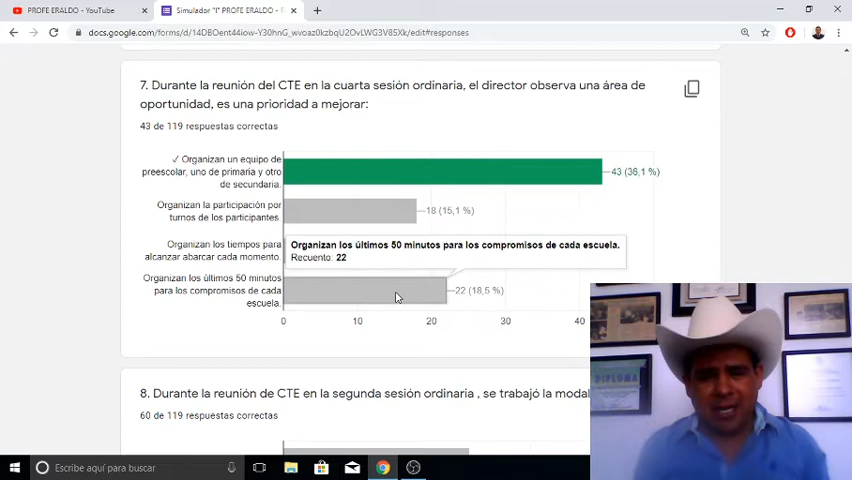 PROFE ERALDO - YouTube
Simulador "I" PROFE ERALDO - F
docs.google.com/forms/d/14DBOent44iow-Y30hnG_wvoaz0kzbqU2OvLWG3V85Xk/edit#responses
7. Durante la reunión del CTE en la cuarta sesión ordinaria, el director observa una área de
oportunidad, es una prioridad a mejorar:
43 de 119 respuestas correctas
✓ Organizan un equipo de
preescolar, uno de primaria y otro
de secundaria.
43 (36,1 %)
Organizan la participación por
turnos de los participantes.
18 (15,1 %)
Organizan los tiempos para
alcanzar abarcar cada momento.
Organizan los últimos 50 minutos para los compromisos de cada escuela.
Recuento: 22
Organizan los últimos 50 minutos
para los compromisos de cada
escuela.
22 (18,5 %)
0 10 20 30 40
8. Durante la reunión de CTE en la segunda sesión ordinaria , se trabajó la moda
60 de 119 respuestas correctas
DIPLOMA
Escribe aquí para buscar